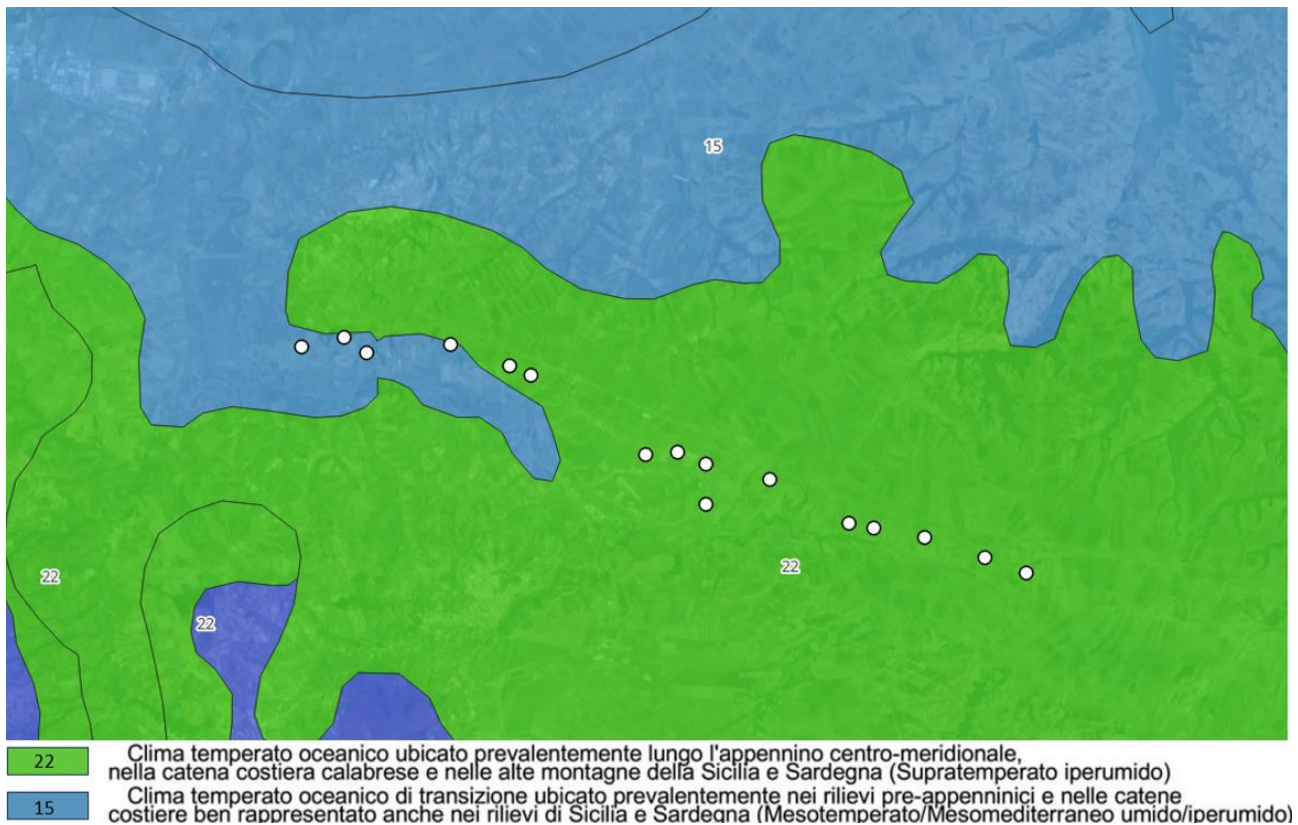 15
22
22
22
22 Clima temperato oceanico ubicato prevalentemente lungo l'appennino centro-meridionale,
nella catena costiera calabrese e nelle alte montagne della Sicilia e Sardegna (Supratemperato iperumido)
15 Clima temperato oceanico di transizione ubicato prevalentemente nei rilievi pre-appenninici e nelle catene
costiere ben rappresentato anche nei rilievi di Sicilia e Sardegna (Mesotemperato/Mesomediterraneo umido/iperumido)